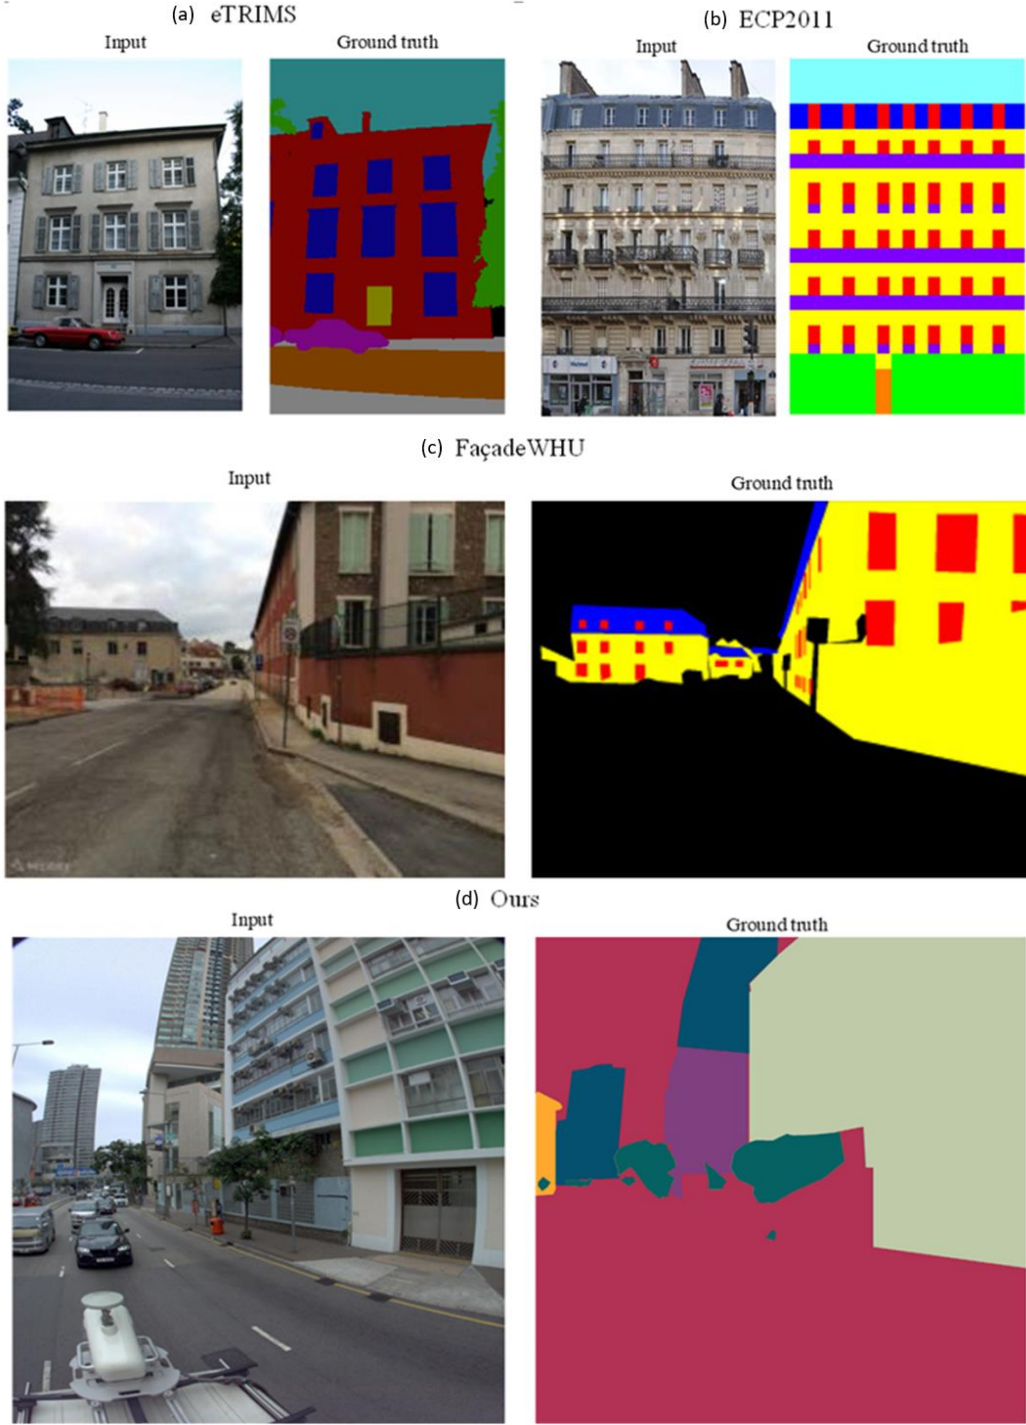 (a) eTRIMS
(b) ECP2011
Input
Ground truth
Input
Ground truth
(c) FaçadeWHU
Input
Ground truth
(d) Ours
Input
Ground truth